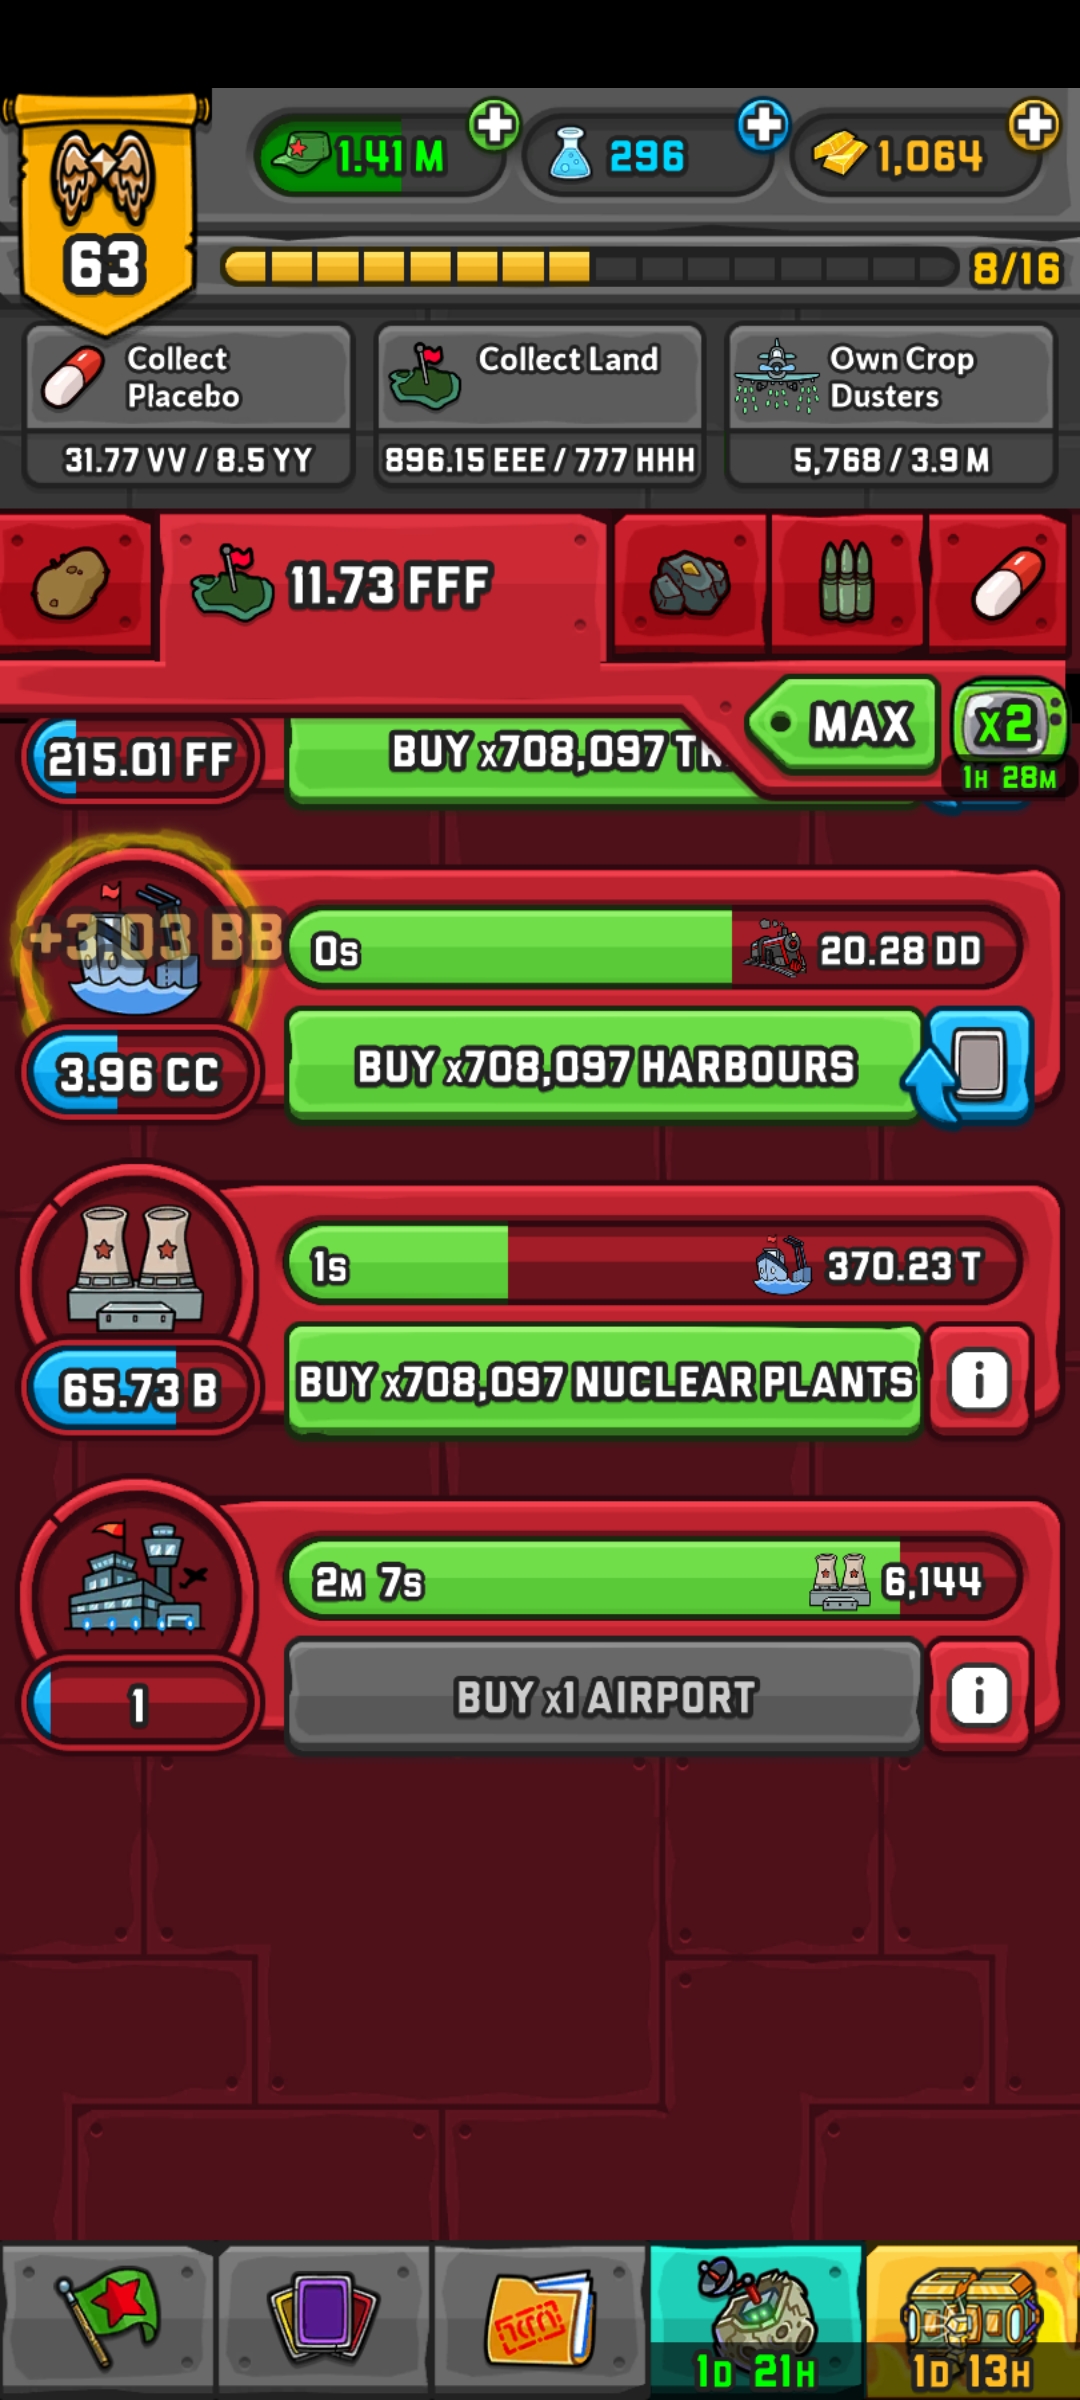 63
1.41 M
296
1,064
8/16
Collect
Placebo
31.77 VV / 8.5 YY
Collect Land
896.15 EEE / 777 HHH
Own Crop
Dusters
5,768 / 3.9 M
11.73 FFF
MAX
x2
1H 28M
215.01 FF
BUY x708,097
+3.03 BB
0s
20.28 DD
3.96 CC
BUY x708,097 HARBOURS
1s
370.23 T
65.73 B
BUY x708,097 NUCLEAR PLANTS
i
2M 7s
6,144
1
BUY x1 AIRPORT
i
1D 21H
1D 13H